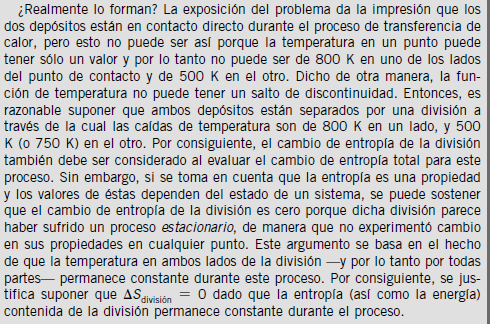 ¿Realmente lo forman? La exposición del problema da la impresión que los
dos depósitos están en contacto directo durante el proceso de transferencia de
calor, pero esto no puede ser así porque la temperatura en un punto puede
tener sólo un valor y por lo tanto no puede ser de 800 K en uno de los lados
del punto de contacto y de 500 K en el otro. Dicho de otra manera, la fun-
ción de temperatura no puede tener un salto de discontinuidad. Entonces, es
razonable suponer que ambos depósitos están separados por una división a
través de la cual las caídas de temperatura son de 800 K en un lado, y 500
K (o 750 K) en el otro. Por consiguiente, el cambio de entropía de la división
también debe ser considerado al evaluar el cambio de entropía total para este
proceso. Sin embargo, si se toma en cuenta que la entropía es una propiedad
y los valores de éstas dependen del estado de un sistema, se puede sostener
que el cambio de entropía de la división es cero porque dicha división parece
haber sufrido un proceso estacionario, de manera que no experimentó cambio
en sus propiedades en cualquier punto. Este argumento se basa en el hecho
de que la temperatura en ambos lados de la división —y por lo tanto por todas
partes— permanece constante durante este proceso. Por consiguiente, se jus-
tifica suponer que ΔSdivisión = 0 dado que la entropía (así como la energía)
contenida de la división permanece constante durante el proceso.